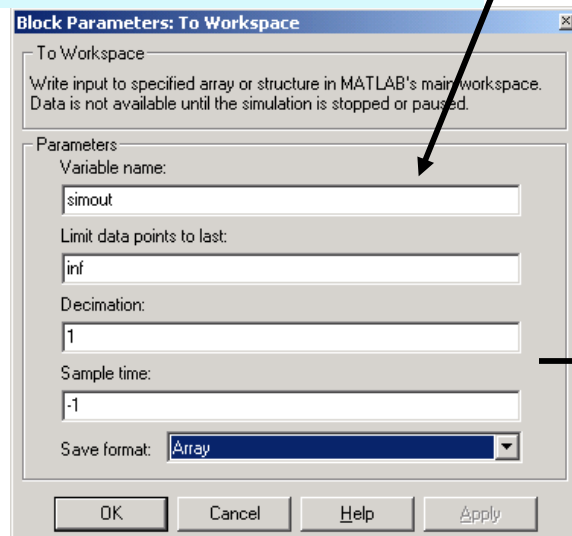 Block Parameters: To Workspace
To Workspace
Write input to specified array or structure in MATLAB's main workspace.
Data is not available until the simulation is stopped or paused.
Parameters
Variable name:
simout
Limit data points to last:
inf
Decimation:
1
Sample time:
-1
Save format: Array
OK Cancel Help Apply